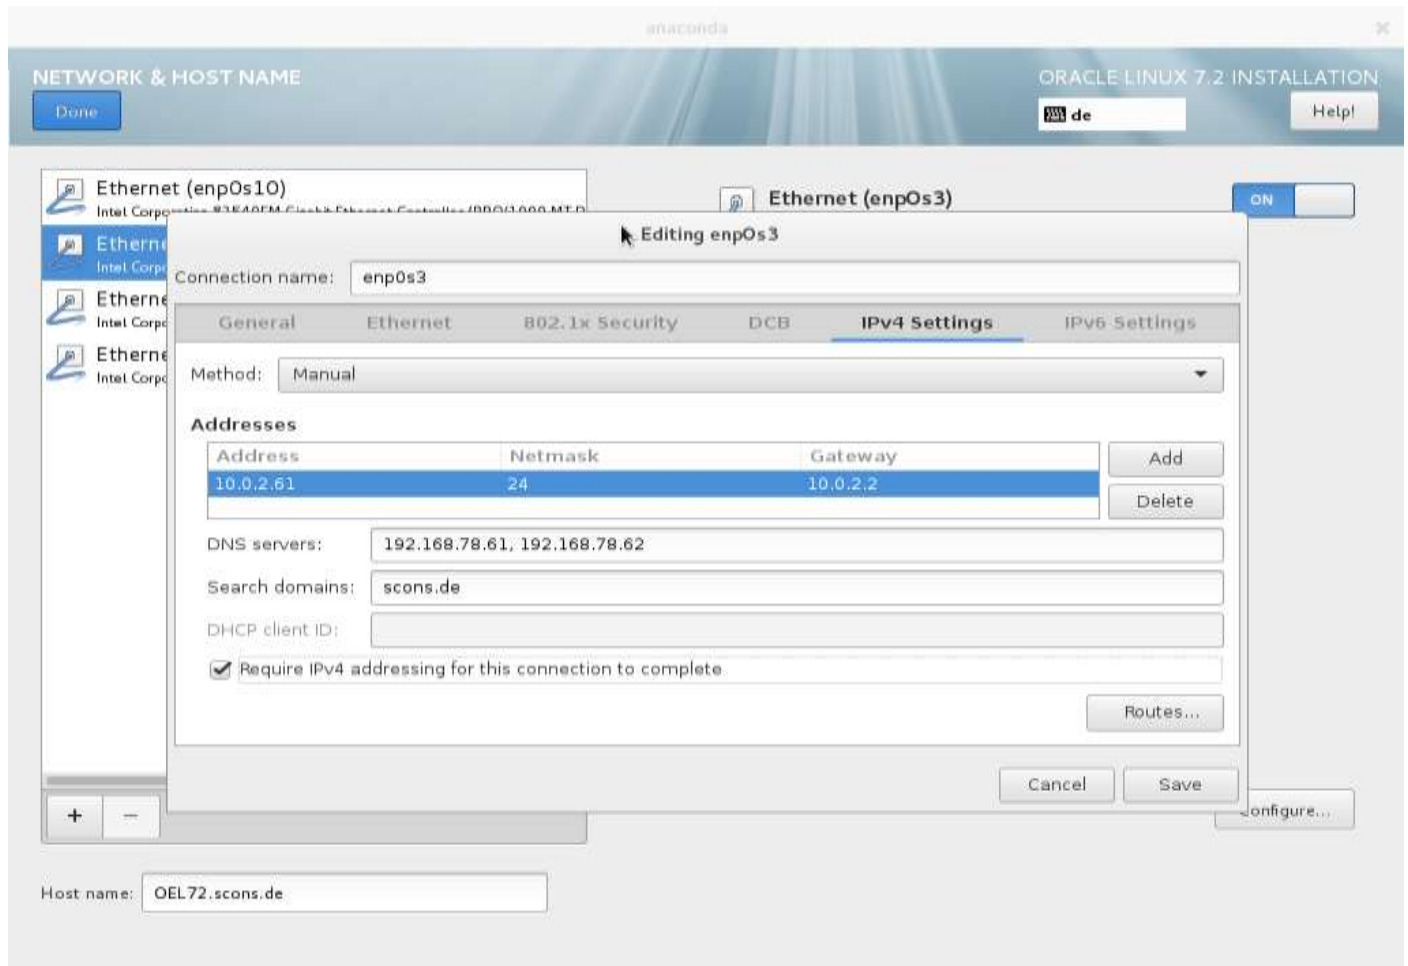 anaconda
NETWORK & HOST NAME
ORACLE LINUX 7.2 INSTALLATION
Done
de
Help!
Ethernet (enp0s10)
Ethernet (enp0s3)
ON
Editing enp0s3
Connection name: enp0s3
General Ethernet 802.1x Security DCB IPv4 Settings IPv6 Settings
Method: Manual
Addresses
Address Netmask Gateway
Add
10.0.2.61 24 10.0.2.2
Delete
DNS servers: 192.168.78.61, 192.168.78.62
Search domains: scons.de
DHCP client ID:
Require IPv4 addressing for this connection to complete
Routes...
Cancel Save
+ −
Host name: OEL72.scons.de